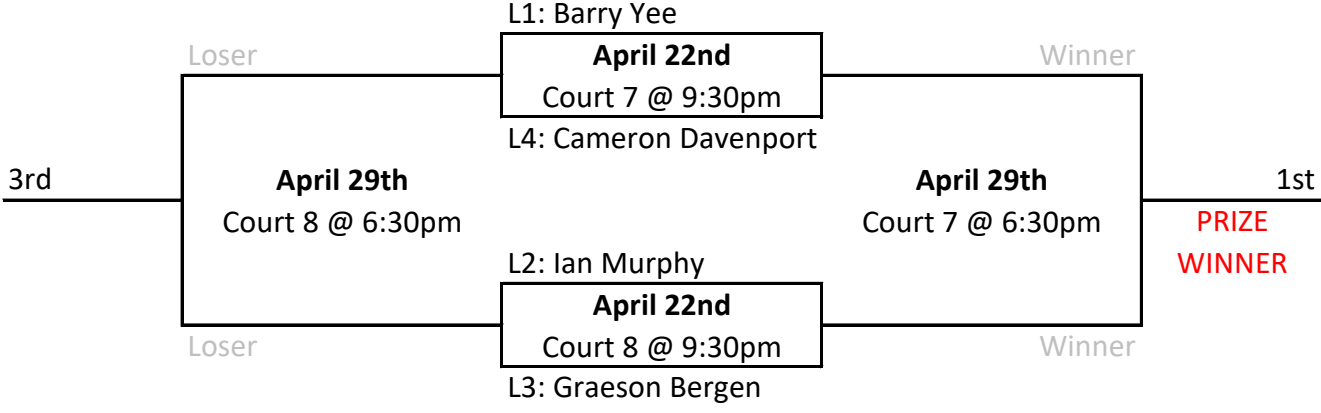 L1: Barry Yee
Loser
April 22nd
Winner
Court 7 @ 9:30pm
L4: Cameron Davenport
3rd
April 29th
April 29th
1st
Court 8 @ 6:30pm
Court 7 @ 6:30pm
PRIZE
L2: Ian Murphy
WINNER
April 22nd
Loser
Court 8 @ 9:30pm
Winner
L3: Graeson Bergen